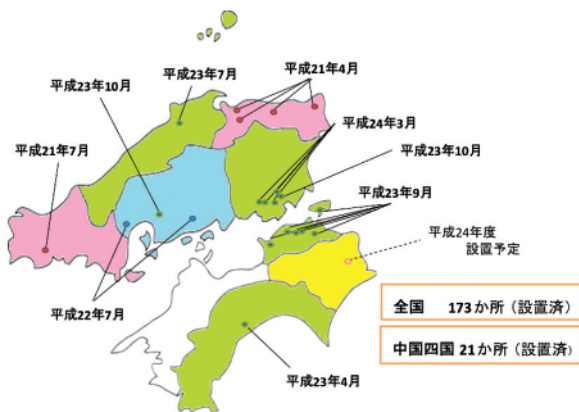 平成23年7月
平成21年4月
平成23年10月
平成24年3月
平成21年7月
平成23年10月
平成23年9月
平成24年度
設置予定
全国 173か所（設置済）
平成22年7月
中国四国 21か所（設置済）
平成23年4月